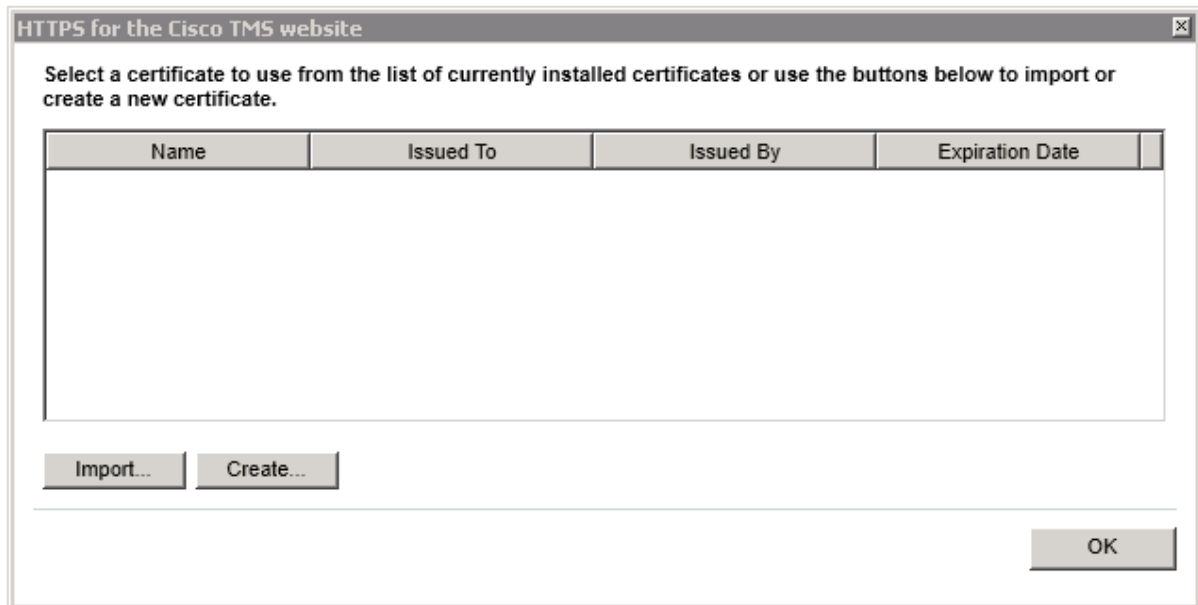 HTTPS for the Cisco TMS website
Select a certificate to use from the list of currently installed certificates or use the buttons below to import or
create a new certificate.
Name Issued To Issued By Expiration Date
Import... Create...
OK